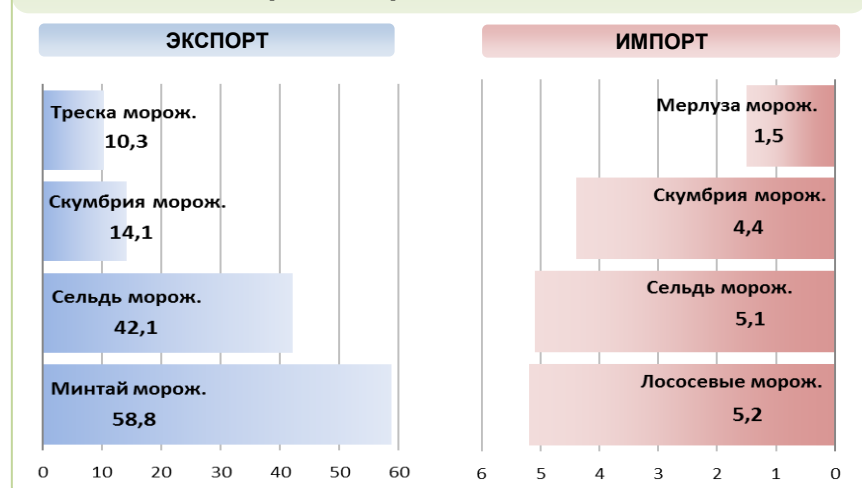 ЭКСПОРТ
Треска морож.
10,3
Скумбрия морож.
14,1
Сельдь морож.
42,1
Минтай морож.
58,8
0 10 20 30 40 50 60
ИМПОРТ
Мерлуза морож.
1,5
Скумбрия морож.
4,4
Сельдь морож.
5,1
Лососевые морож.
5,2
6 5 4 3 2 1 0